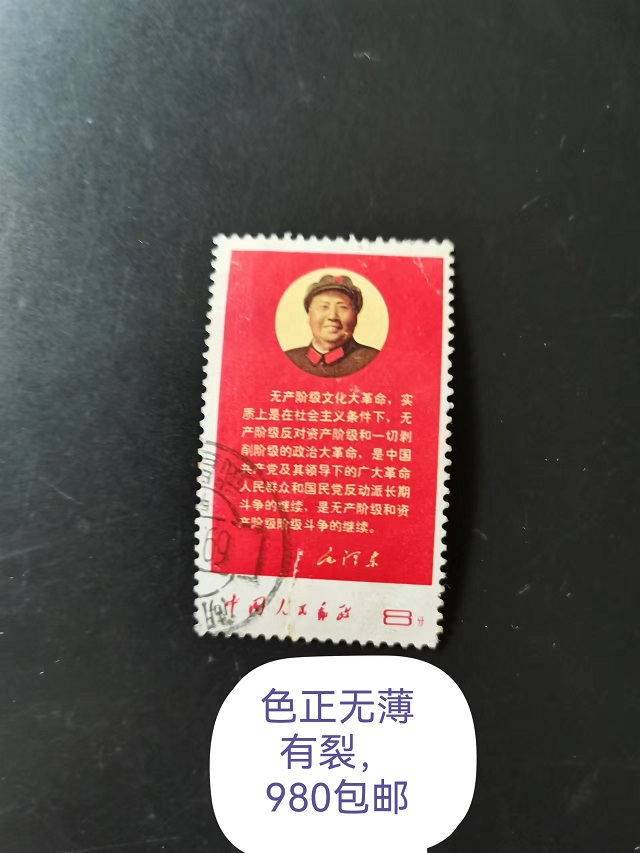 无产阶级文化大革命，实
质上是在社会主义条件下，无
产阶级反对资产阶级和一切剥
削阶级的政治大革命，是中国
共产党及其领导下的广大革命
人民群众和国民党反动派长期
斗争的继续，是无产阶级和资
产阶级阶级斗争的继续。
毛泽东
中国人民邮政 8分
69
湖
色正无薄
有裂，
980包邮